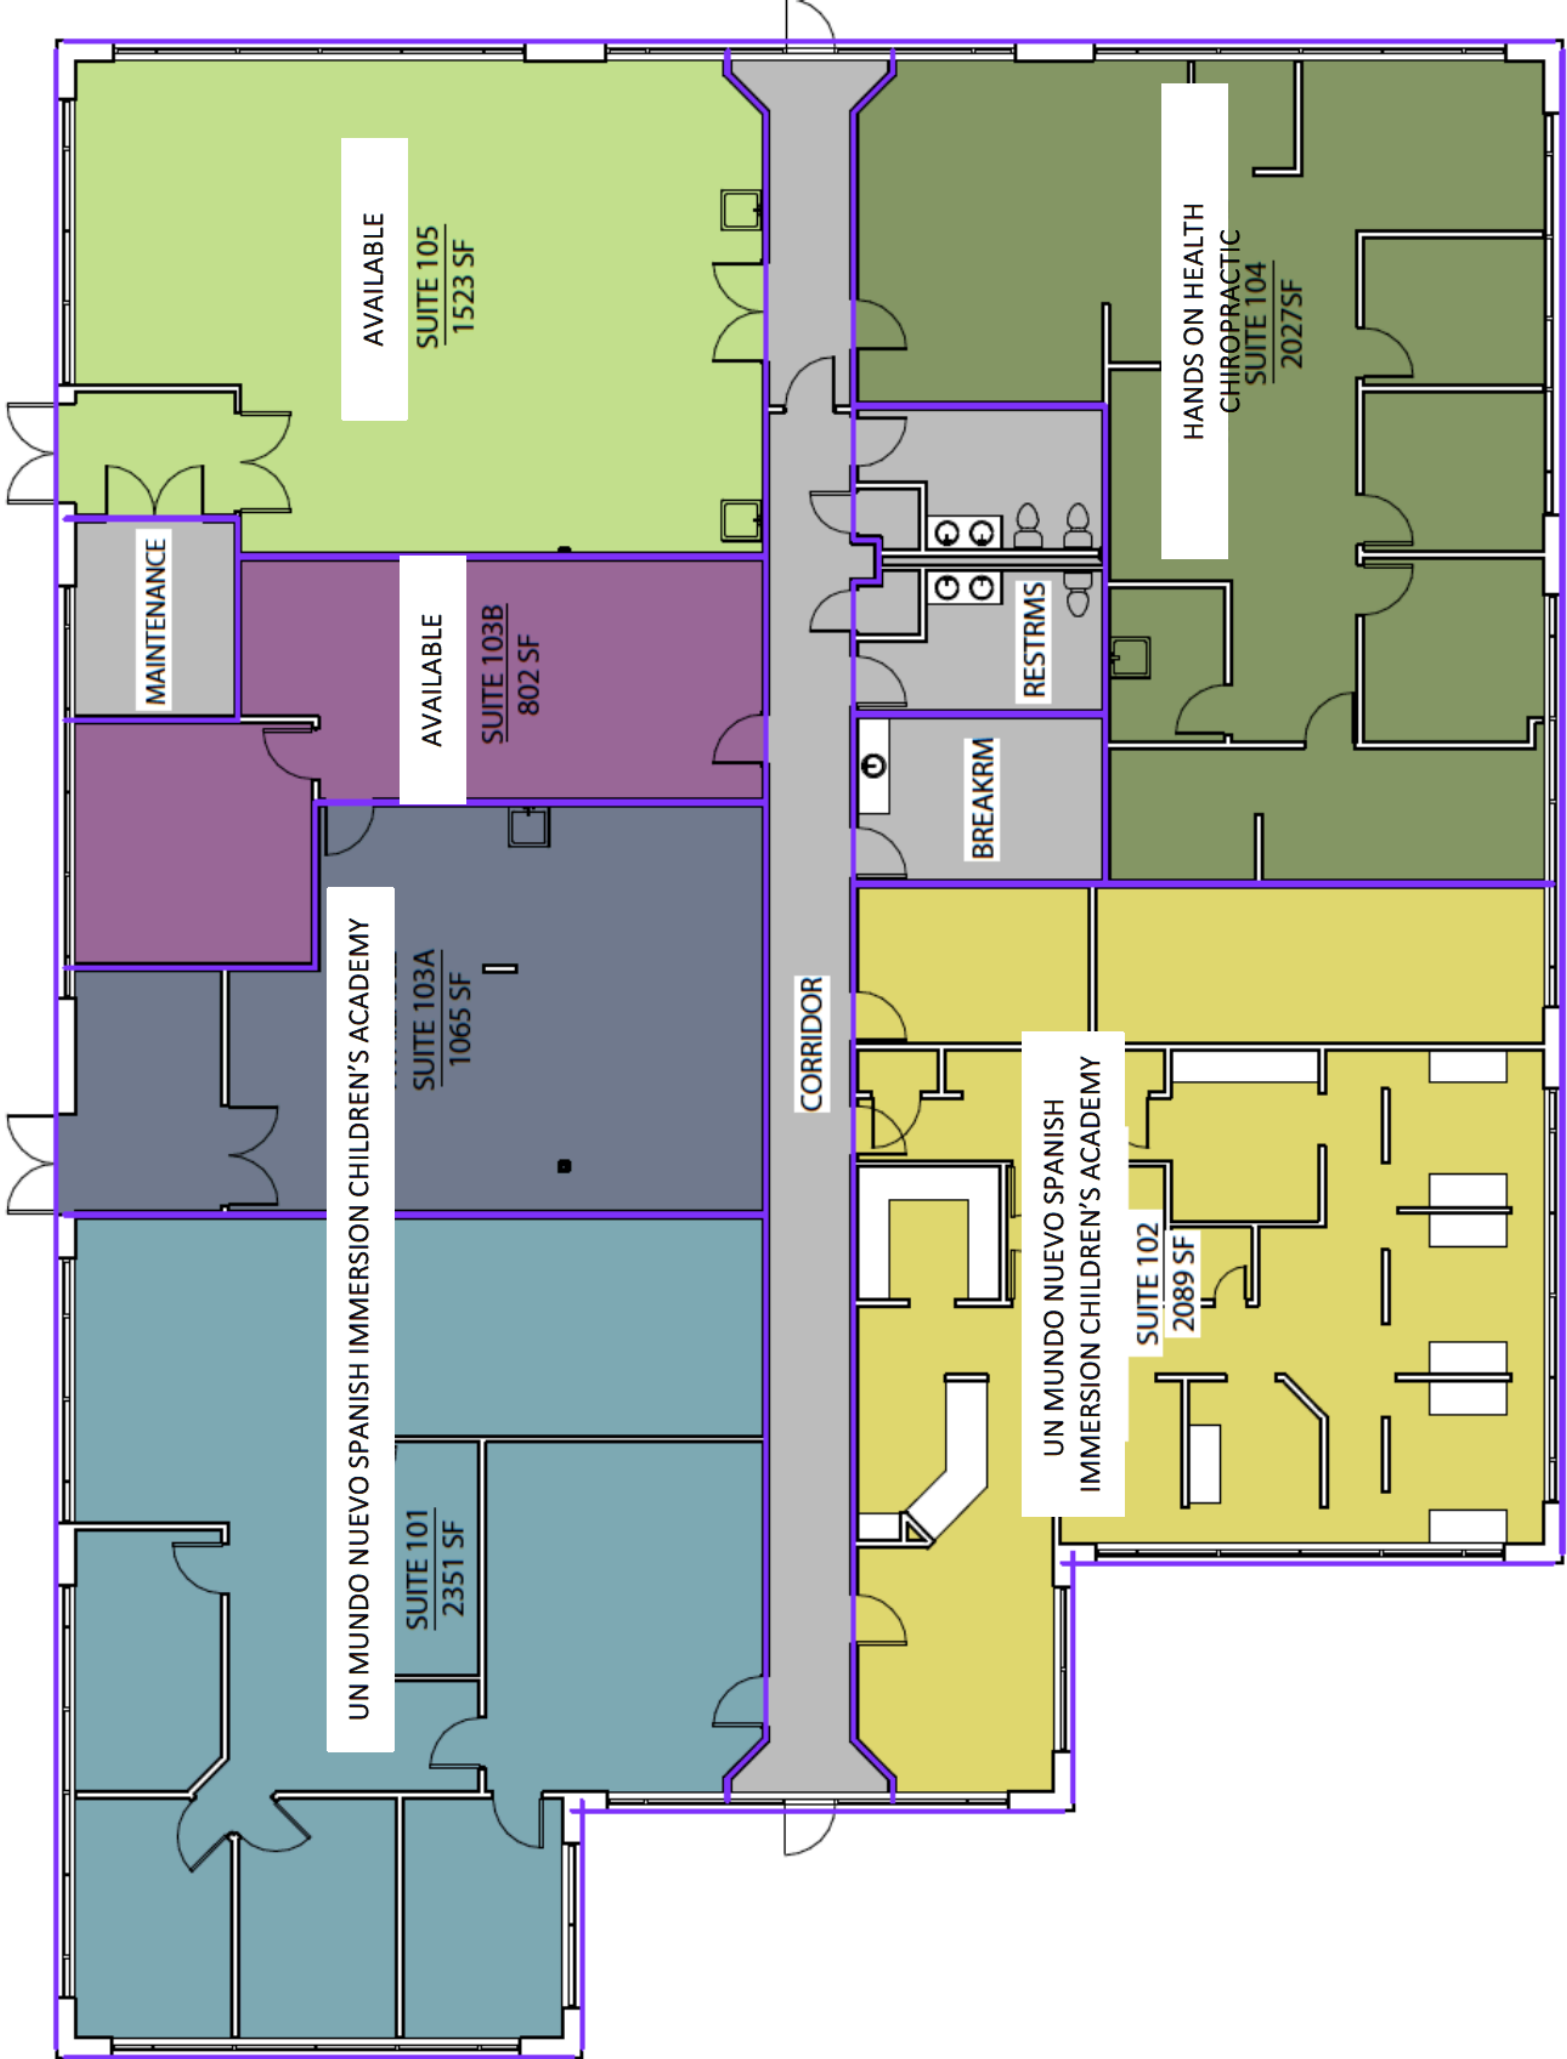 AVAILABLE
SUITE 105
1523 SF
MAINTENANCE
AVAILABLE
SUITE 103B
802 SF
UN MUNDO NUEVO SPANISH IMMERSION CHILDREN'S ACADEMY
SUITE 103A
1065 SF
SUITE 101
2351 SF
CORRIDOR
HANDS ON HEALTH
CHIROPRACTIC
SUITE 104
2027SF
RESTRMS
BREAKRM
UN MUNDO NUEVO SPANISH
IMMERSION CHILDREN'S ACADEMY
SUITE 102
2089 SF